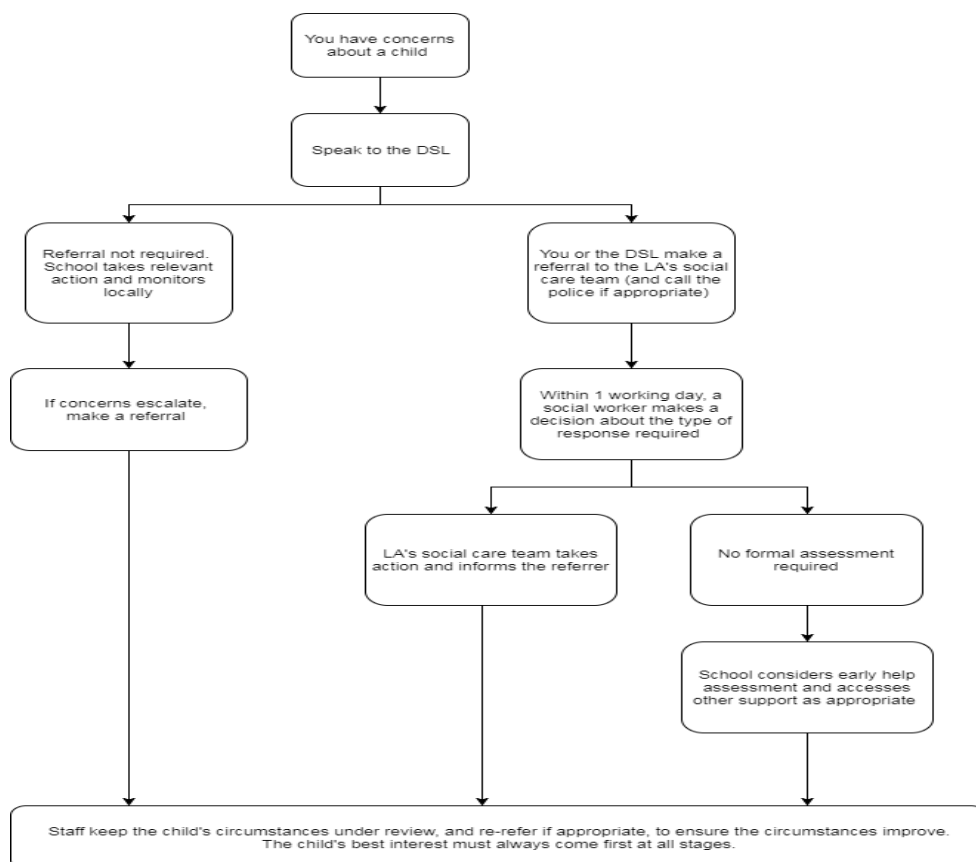 You have concerns
about a child
Speak to the DSL
Referral not required.
School takes relevant
action and monitors
locally
You or the DSL make a
referral to the LA's social
care team (and call the
police if appropriate)
If concerns escalate,
make a referral
Within 1 working day, a
social worker makes a
decision about the type of
response required
LA's social care team takes
action and informs the referrer
No formal assessment
required
School considers early help
assessment and accesses
other support as appropriate
Staff keep the child's circumstances under review, and re-refer if appropriate, to ensure the circumstances improve.
The child's best interest must always come first at all stages.